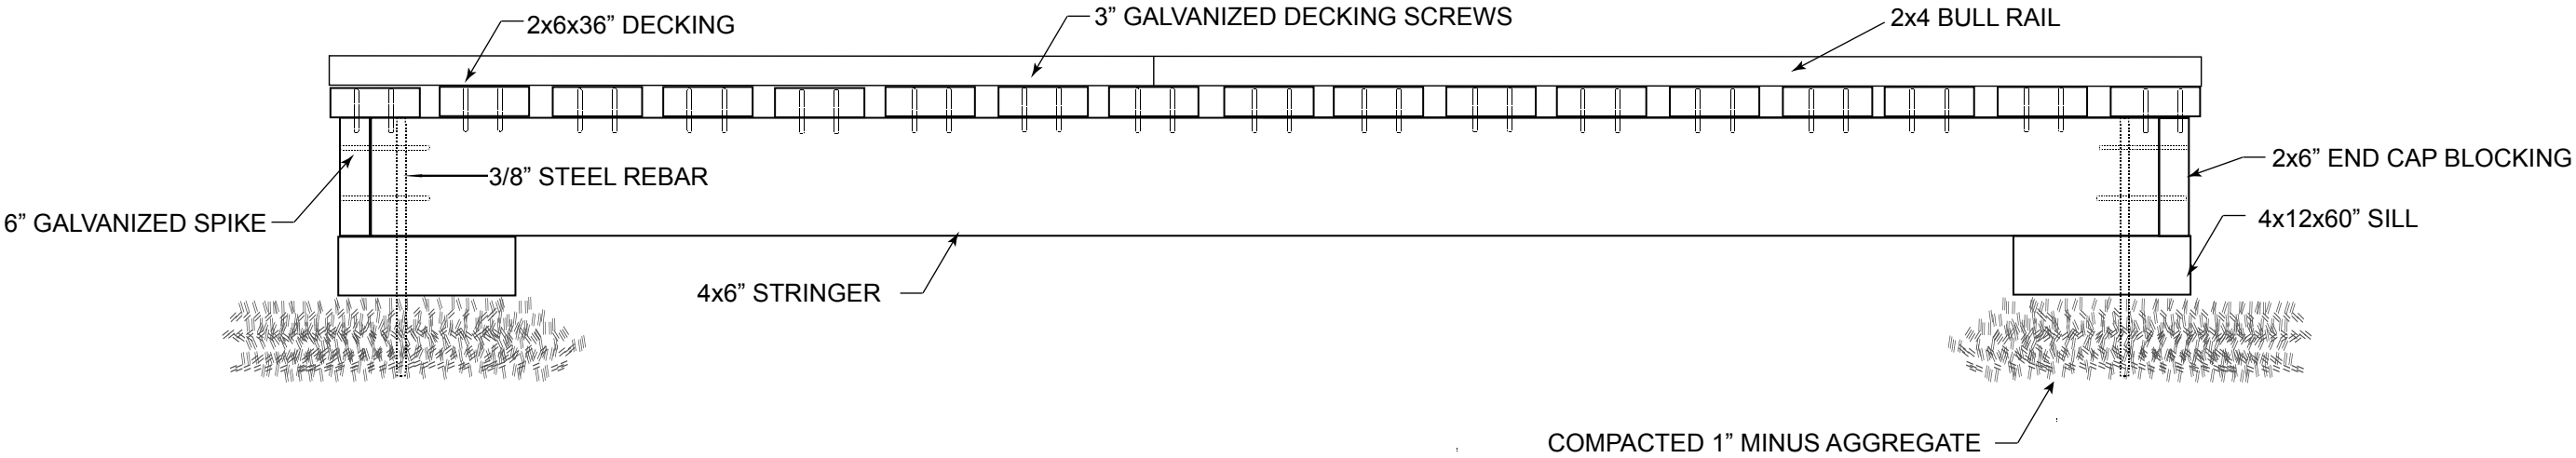 2x6x36” DECKING
3” GALVANIZED DECKING SCREWS
2x4 BULL RAIL
3/8” STEEL REBAR
2x6” END CAP BLOCKING
6” GALVANIZED SPIKE
4x12x60” SILL
4x6” STRINGER
COMPACTED 1” MINUS AGGREGATE